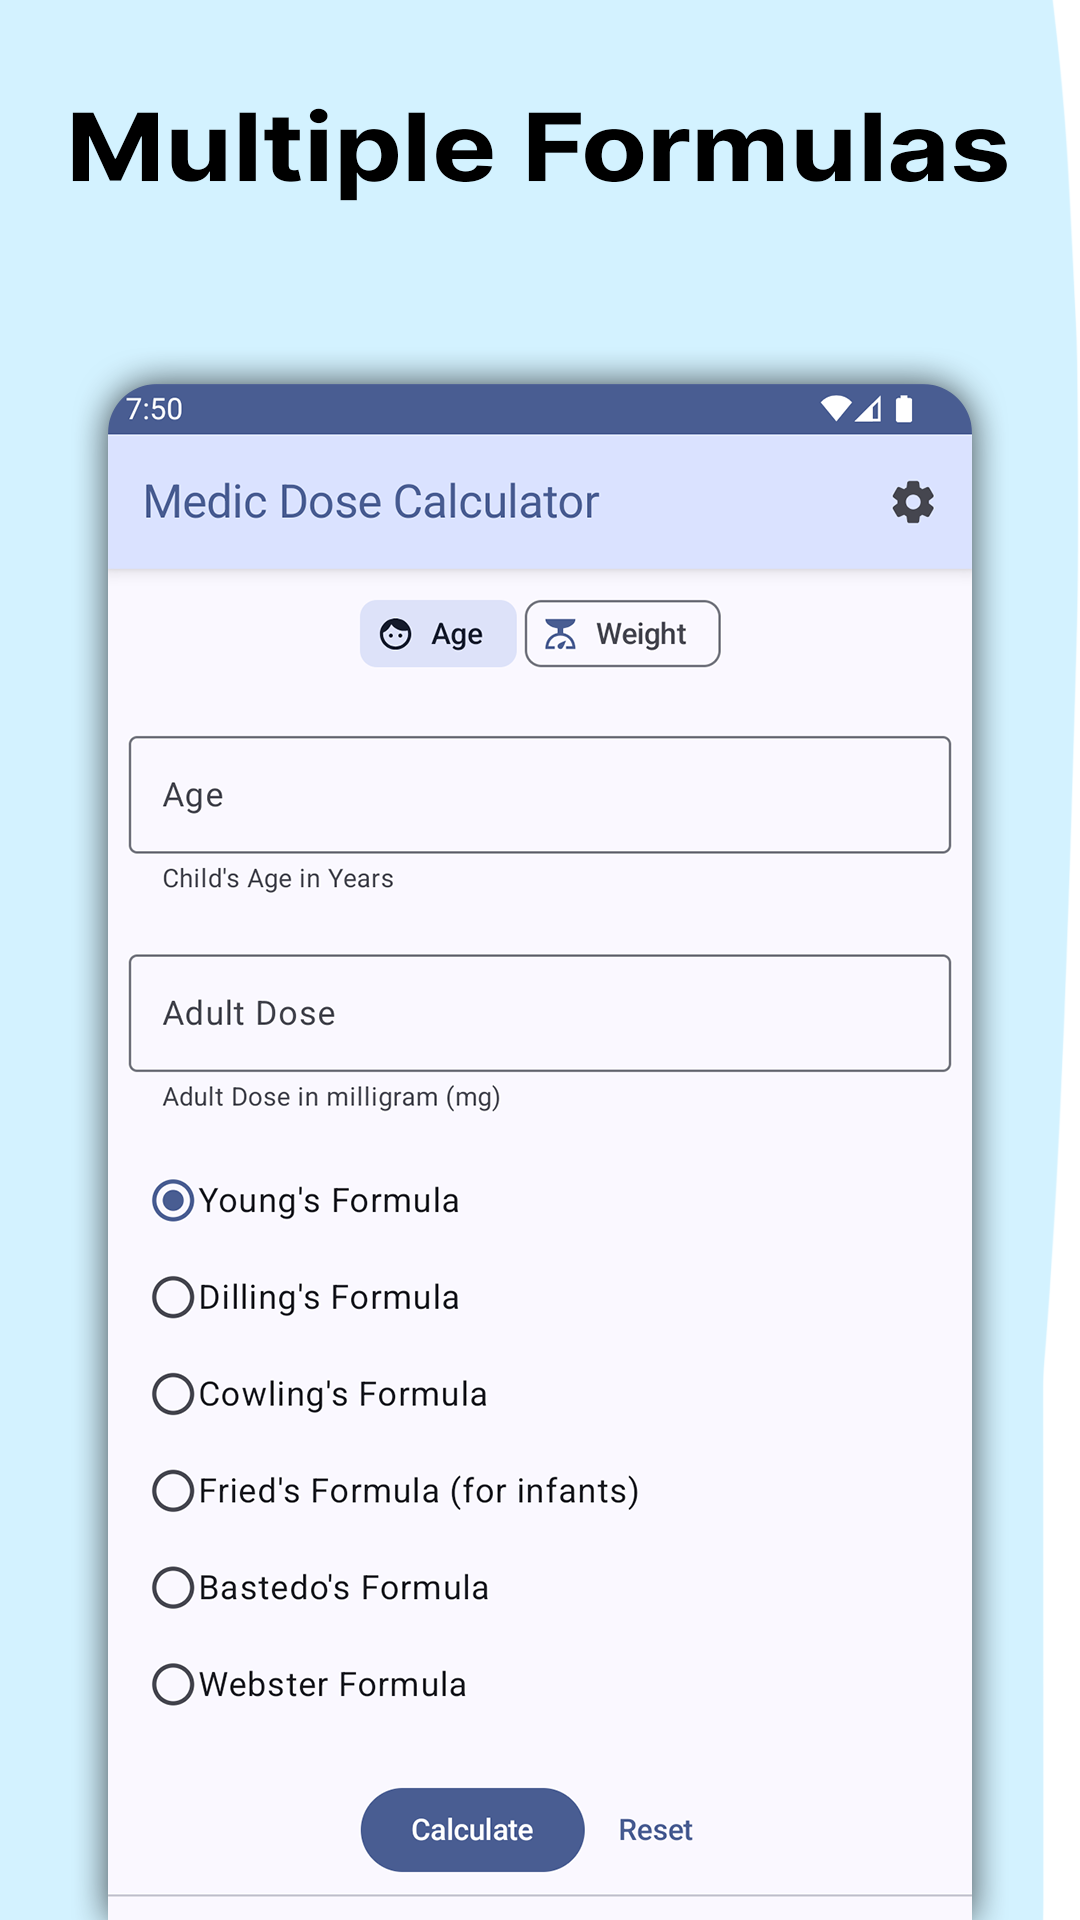 Multiple Formulas
7:50
Medic Dose Calculator
Age
Weight
Age
Child's Age in Years
Adult Dose
Adult Dose in milligram (mg)
Young's Formula
Dilling's Formula
Cowling's Formula
Fried's Formula (for infants)
Bastedo's Formula
Webster Formula
Calculate
Reset